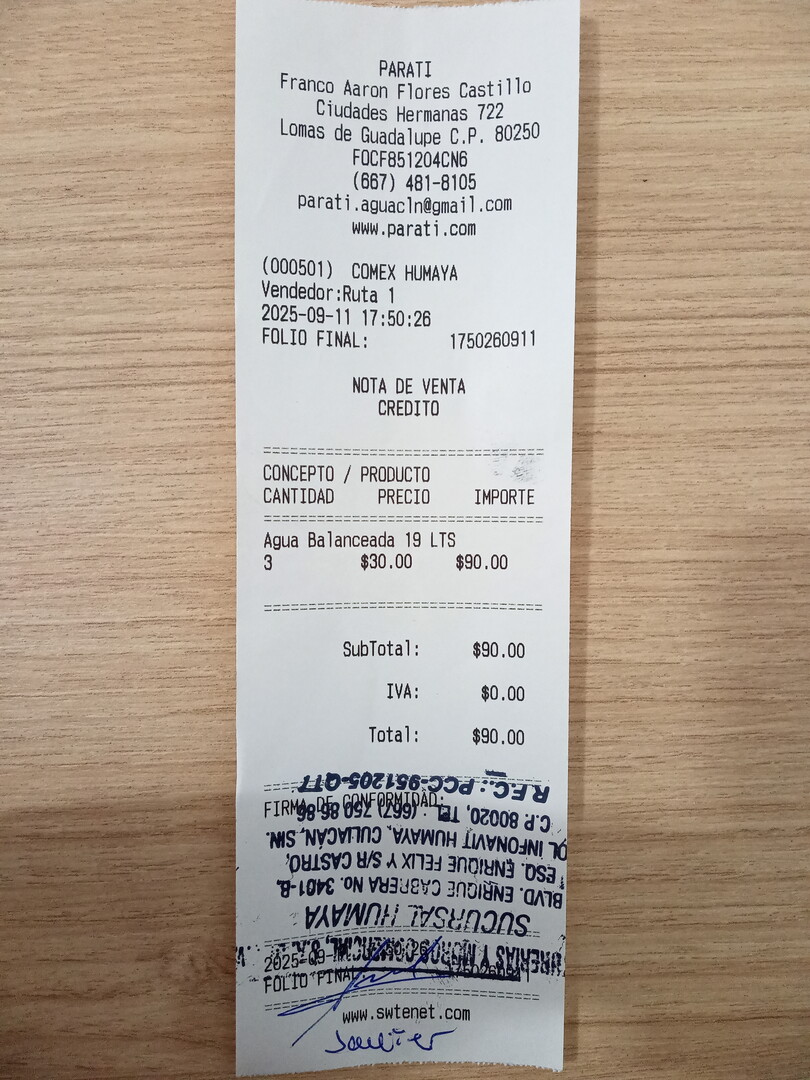 PARATI
Franco Aaron Flores Castillo
Ciudades Hermanas 722
Lomas de Guadalupe C.P. 80250
FOCF851204CN6
(667) 481-8105
parati.aguacln@gmail.com
www.parati.com
(000501) COMEX HUMAYA
Vendedor:Ruta 1
2025-09-11 17:50:26
FOLIO FINAL: 1750260911
NOTA DE VENTA
CREDITO
CONCEPTO / PRODUCTO
CANTIDAD PRECIO IMPORTE
Agua Balanceada 19 LTS
3 $30.00 $90.00
SubTotal: $90.00
IVA: $0.00
Total: $90.00
FIRMA DE CONFORMIDAD:
SUCURSAL HUMAYA
BLVD. ENRIQUE CABRERA No. 3401-B
ESQ. ENRIQUE FELIX Y S/R CASTRO,
INFONAVIT HUMAYA, CULIACÁN, SIN.
C.P. 80020, TEL. (667) 750 86 86
R.F.C.: PCC-951205-QT7
2025-09-
FOLIO FINAL
www.swtenet.com
Javier